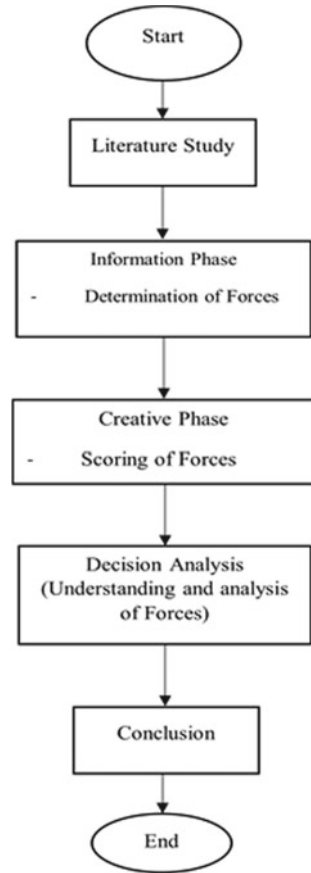 Start
Literature Study
Information Phase
- Determination of Forces
Creative Phase
- Scoring of Forces
Decision Analysis
(Understanding and analysis
of Forces)
Conclusion
End